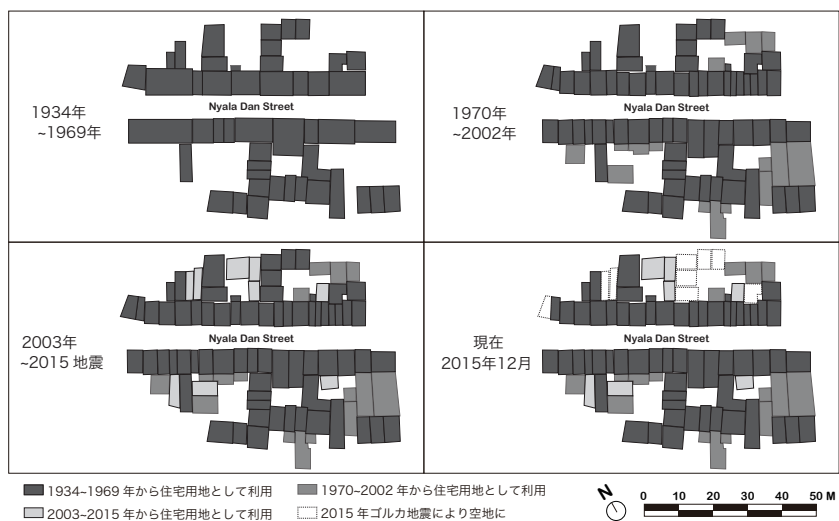 1934年
~1969年
Nyala Dan Street
1970年
~2002年
Nyala Dan Street
2003年
~2015 地震
Nyala Dan Street
現在
2015年12月
Nyala Dan Street
1934~1969 年から住宅用地として利用
1970~2002 年から住宅用地として利用
2003~2015 年から住宅用地として利用
2015 年ゴルカ地震により空地に
N
0 10 20 30 40 50 M